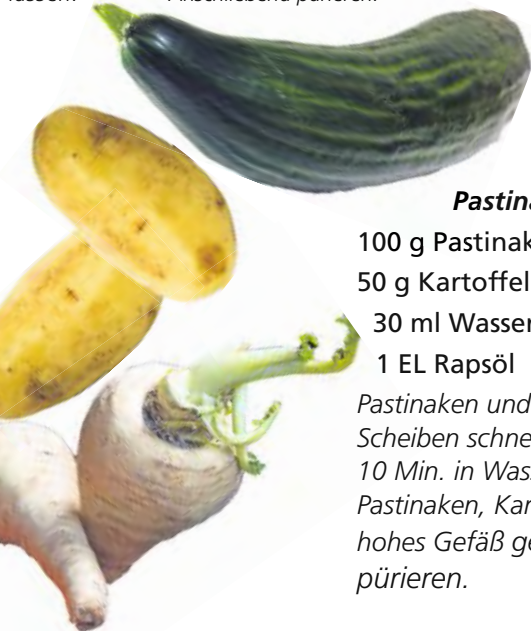 Pastina
100 g Pastinak
50 g Kartoffel
30 ml Wasser
1 EL Rapsöl
Pastinaken und
Scheiben schne
10 Min. in Was
Pastinaken, Kar
hohes Gefäß ge
pürieren.